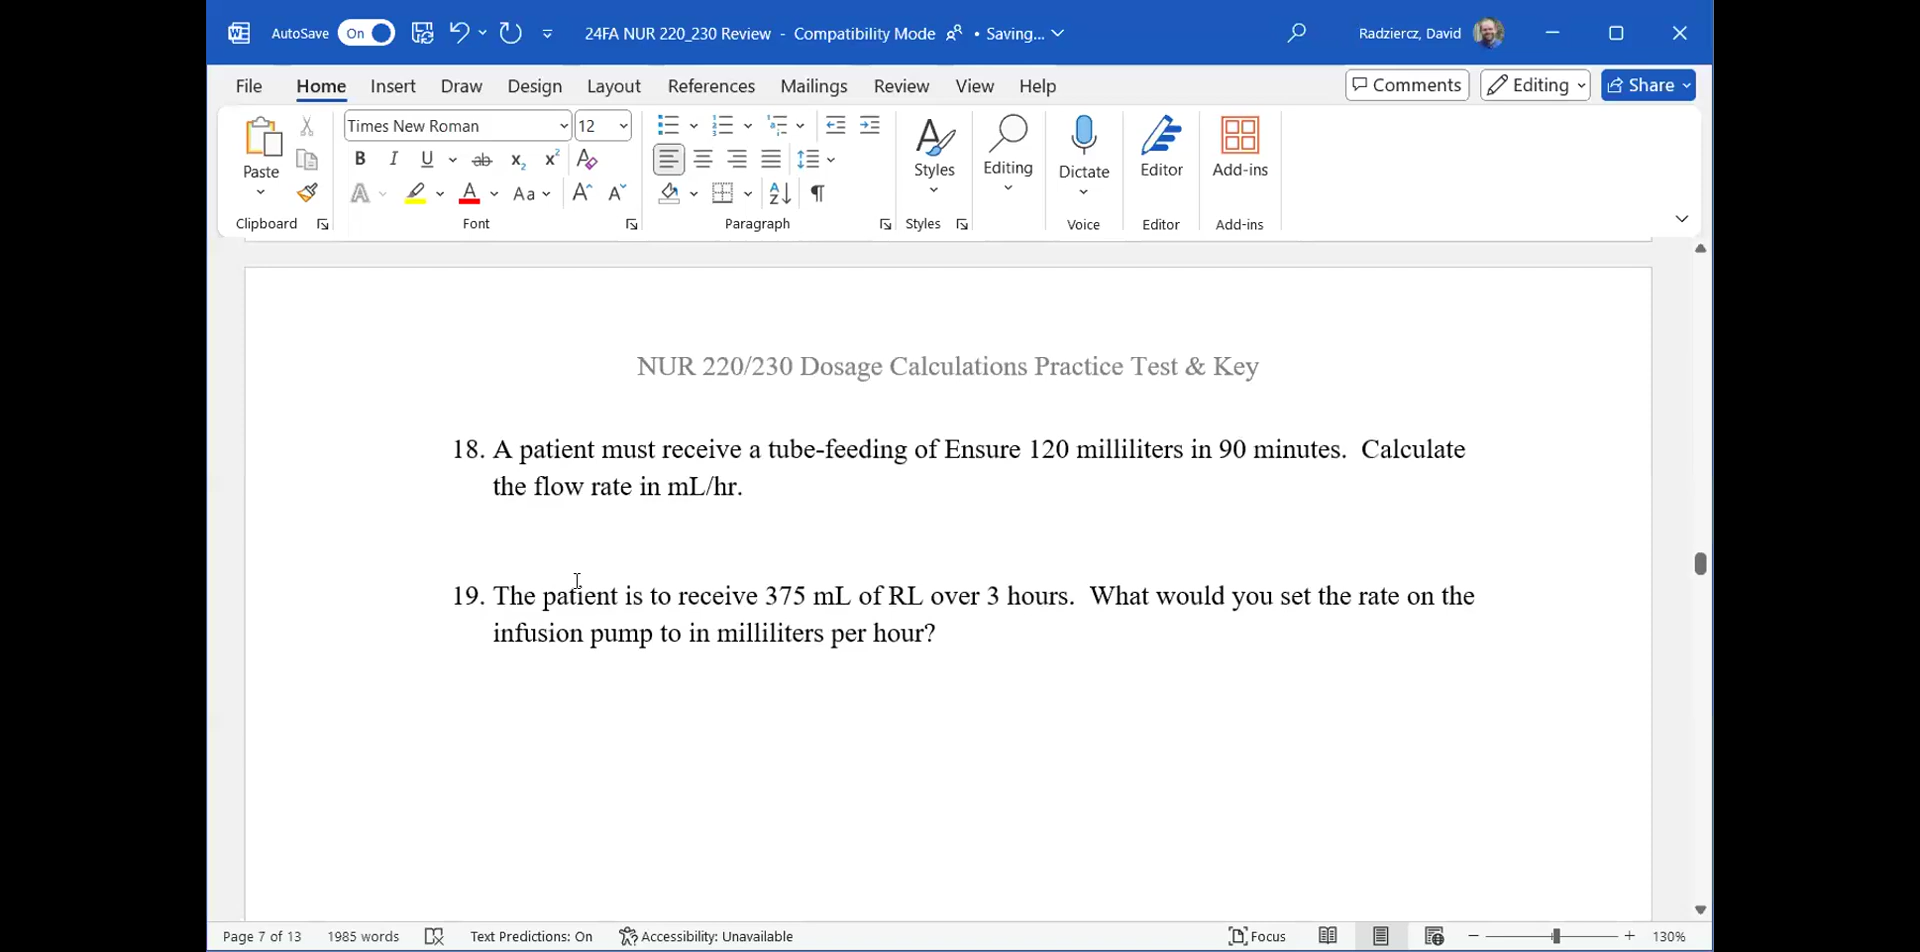 AutoSave On 24FA NUR 220_230 Review - Compatibility Mode • Saving... Radziercz, David
File Home Insert Draw Design Layout References Mailings Review View Help Comments Editing Share
Times New Roman 12
Paste Styles Editing Dictate Editor Add-ins
Clipboard Font Paragraph Styles Voice Editor Add-ins
NUR 220/230 Dosage Calculations Practice Test & Key
18. A patient must receive a tube-feeding of Ensure 120 milliliters in 90 minutes. Calculate
the flow rate in mL/hr.
19. The patient is to receive 375 mL of RL over 3 hours. What would you set the rate on the
infusion pump to in milliliters per hour?
Page 7 of 13 1985 words Text Predictions: On Accessibility: Unavailable Focus 130%